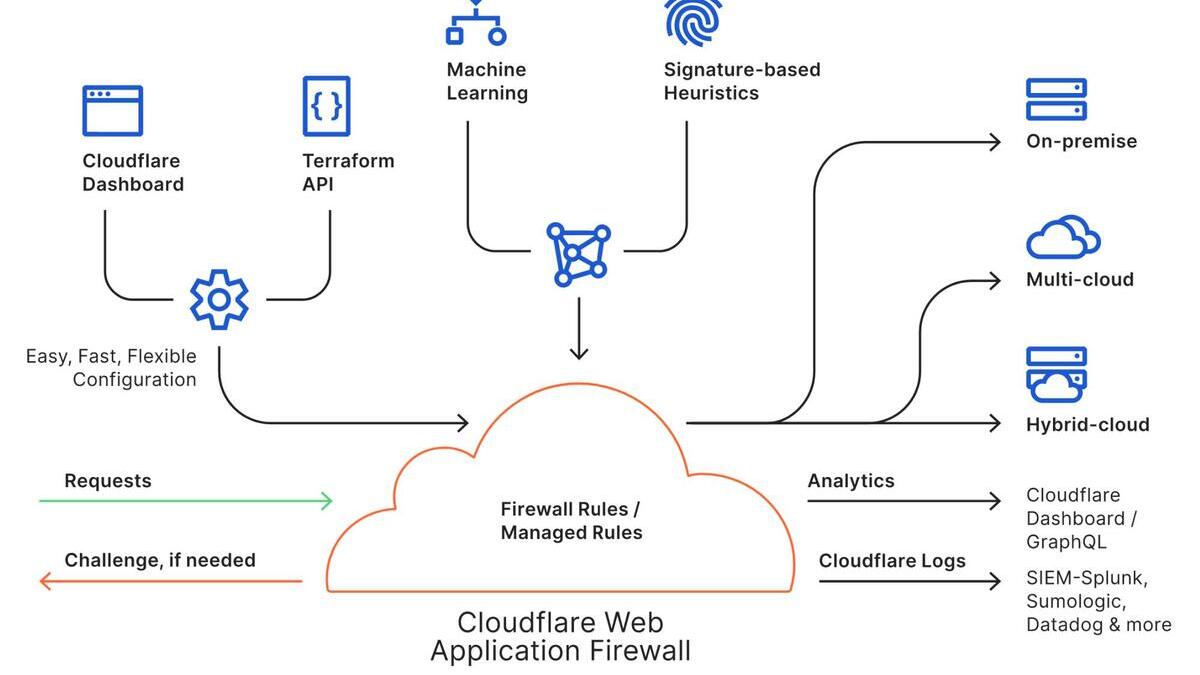 Machine
Learning
Signature-based
Heuristics
Cloudflare
Dashboard
Terraform
API
On-premise
Multi-cloud
Easy, Fast, Flexible
Configuration
Hybrid-cloud
Requests
Challenge, if needed
Firewall Rules /
Managed Rules
Analytics
Cloudflare
Dashboard /
GraphQL
Cloudflare Logs
SIEM-Splunk,
Sumologic,
Datadog & more
Cloudflare Web
Application Firewall